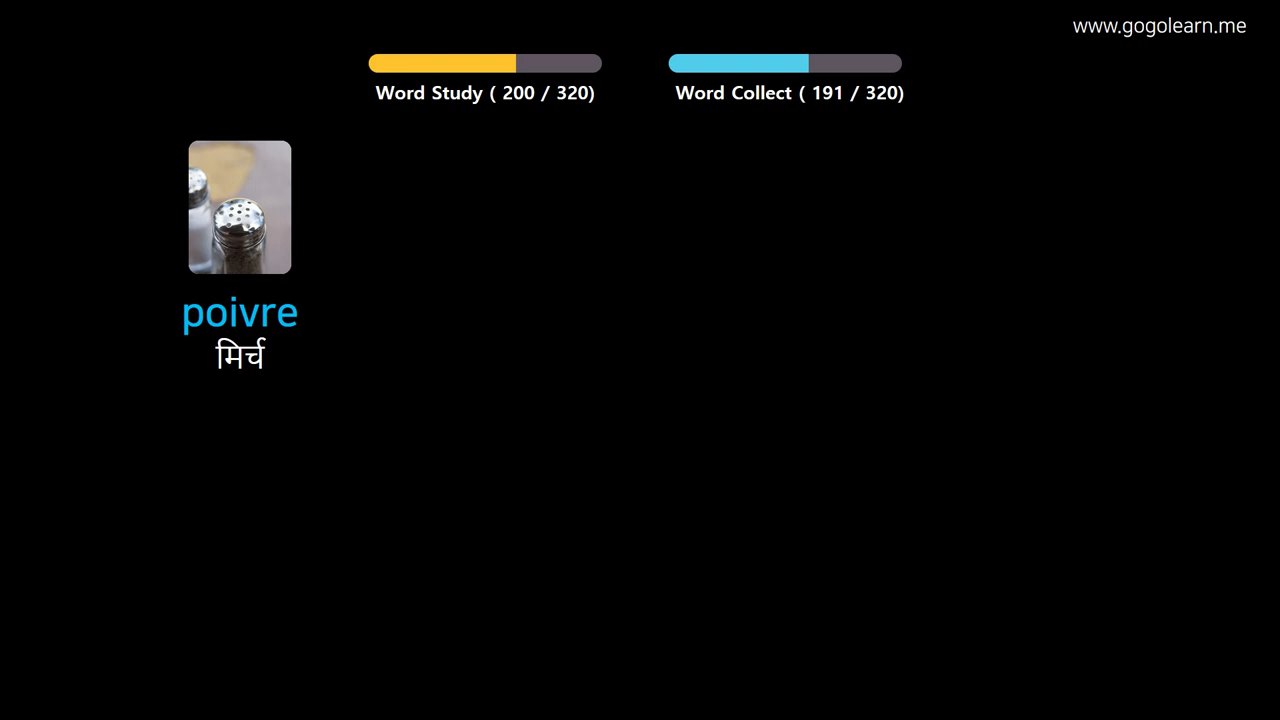 www.gogolearn.me
Word Study ( 200 / 320)
Word Collect ( 191 / 320)
poivre
मिर्च